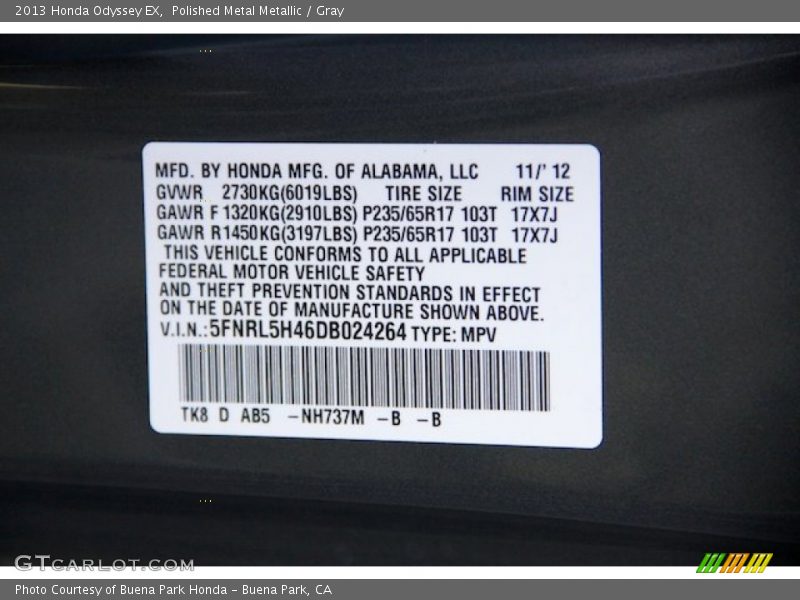 2013 Honda Odyssey EX,  Polished Metal Metallic / Gray
MFD. BY HONDA MFG. OF ALABAMA, LLC 11/' 12
GVWR 2730KG(6019LBS) TIRE SIZE RIM SIZE
GAWR F 1320KG(2910LBS) P235/65R17 103T 17X7J
GAWR R1450KG(3197LBS) P235/65R17 103T 17X7J
THIS VEHICLE CONFORMS TO ALL APPLICABLE
FEDERAL MOTOR VEHICLE SAFETY
AND THEFT PREVENTION STANDARDS IN EFFECT
ON THE DATE OF MANUFACTURE SHOWN ABOVE.
V.I.N.:5FNRL5H46DB024264 TYPE: MPV
TK8 D AB5 -NH737M -B -B
GTCARLOT.COM
Photo Courtesy of Buena Park Honda - Buena Park, CA